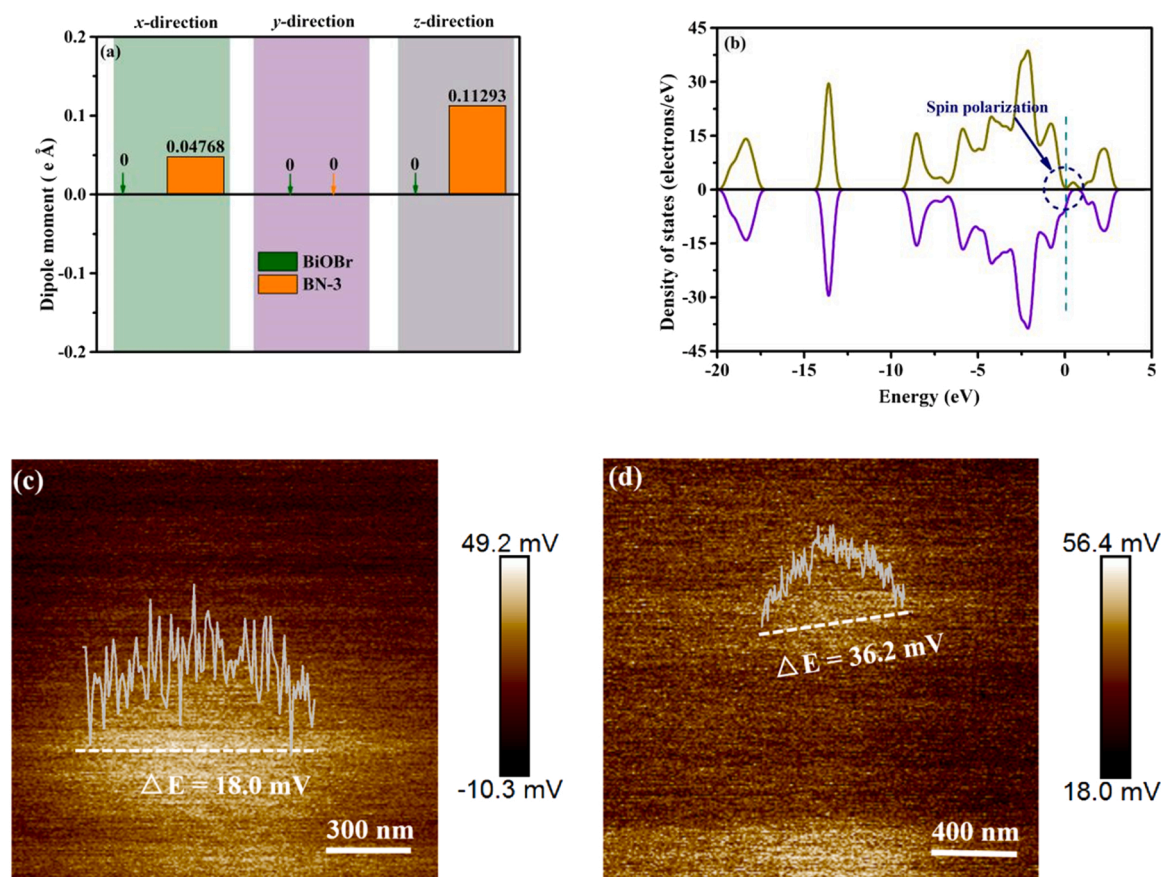 x-direction y-direction z-direction
(a)
0.2
0.1
0.0
-0.1
-0.2
Dipole moment ( e Å)
0 0.04768 0 0 0 0.11293
BiOBr
BN-3
(b)
45
30
15
0
-15
-30
45
Density of states (electrons/eV)
Spin polarization
-20 -15 -10 -5 0 5
Energy (eV)
(c)
△ E = 18.0 mV
300 nm
49.2 mV
-10.3 mV
(d)
△ E = 36.2 mV
400 nm
56.4 mV
18.0 mV